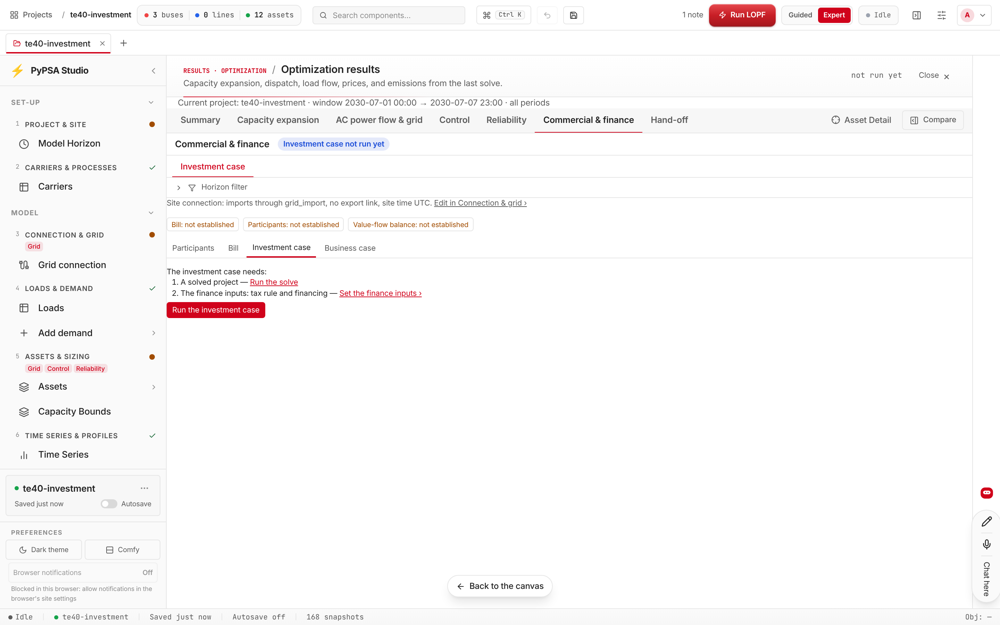 Projects / te40-investment 3 buses 0 lines 12 assets Search components... ⌘ Ctrl K 1 note Run LOPF Guided Expert Idle A
te40-investment
PyPSA Studio
SET-UP
1 PROJECT & SITE
Model Horizon
2 CARRIERS & PROCESSES
Carriers
MODEL
3 CONNECTION & GRID
Grid
Grid connection
4 LOADS & DEMAND
Loads
Add demand
5 ASSETS & SIZING
Grid Control Reliability
Assets
Capacity Bounds
6 TIME SERIES & PROFILES
Time Series
te40-investment
Saved just now Autosave
PREFERENCES
Dark theme Comfy
Browser notifications Off
Blocked in this browser: allow notifications in the
browser's site settings
RESULTS · OPTIMIZATION / Optimization results
Capacity expansion, dispatch, load flow, prices, and emissions from the last solve.
not run yet Close ×
Current project: te40-investment · window 2030-07-01 00:00 → 2030-07-07 23:00 · all periods
Summary Capacity expansion AC power flow & grid Control Reliability Commercial & finance Hand-off Asset Detail Compare
Commercial & finance Investment case not run yet
Investment case
Horizon filter
Site connection: imports through grid_import, no export link, site time UTC. Edit in Connection & grid ›
Bill: not established Participants: not established Value-flow balance: not established
Participants Bill Investment case Business case
The investment case needs:
1. A solved project — Run the solve
2. The finance inputs: tax rule and financing — Set the finance inputs ›
Run the investment case
← Back to the canvas
Chat here
Idle te40-investment Saved just now Autosave off 168 snapshots Obj: —